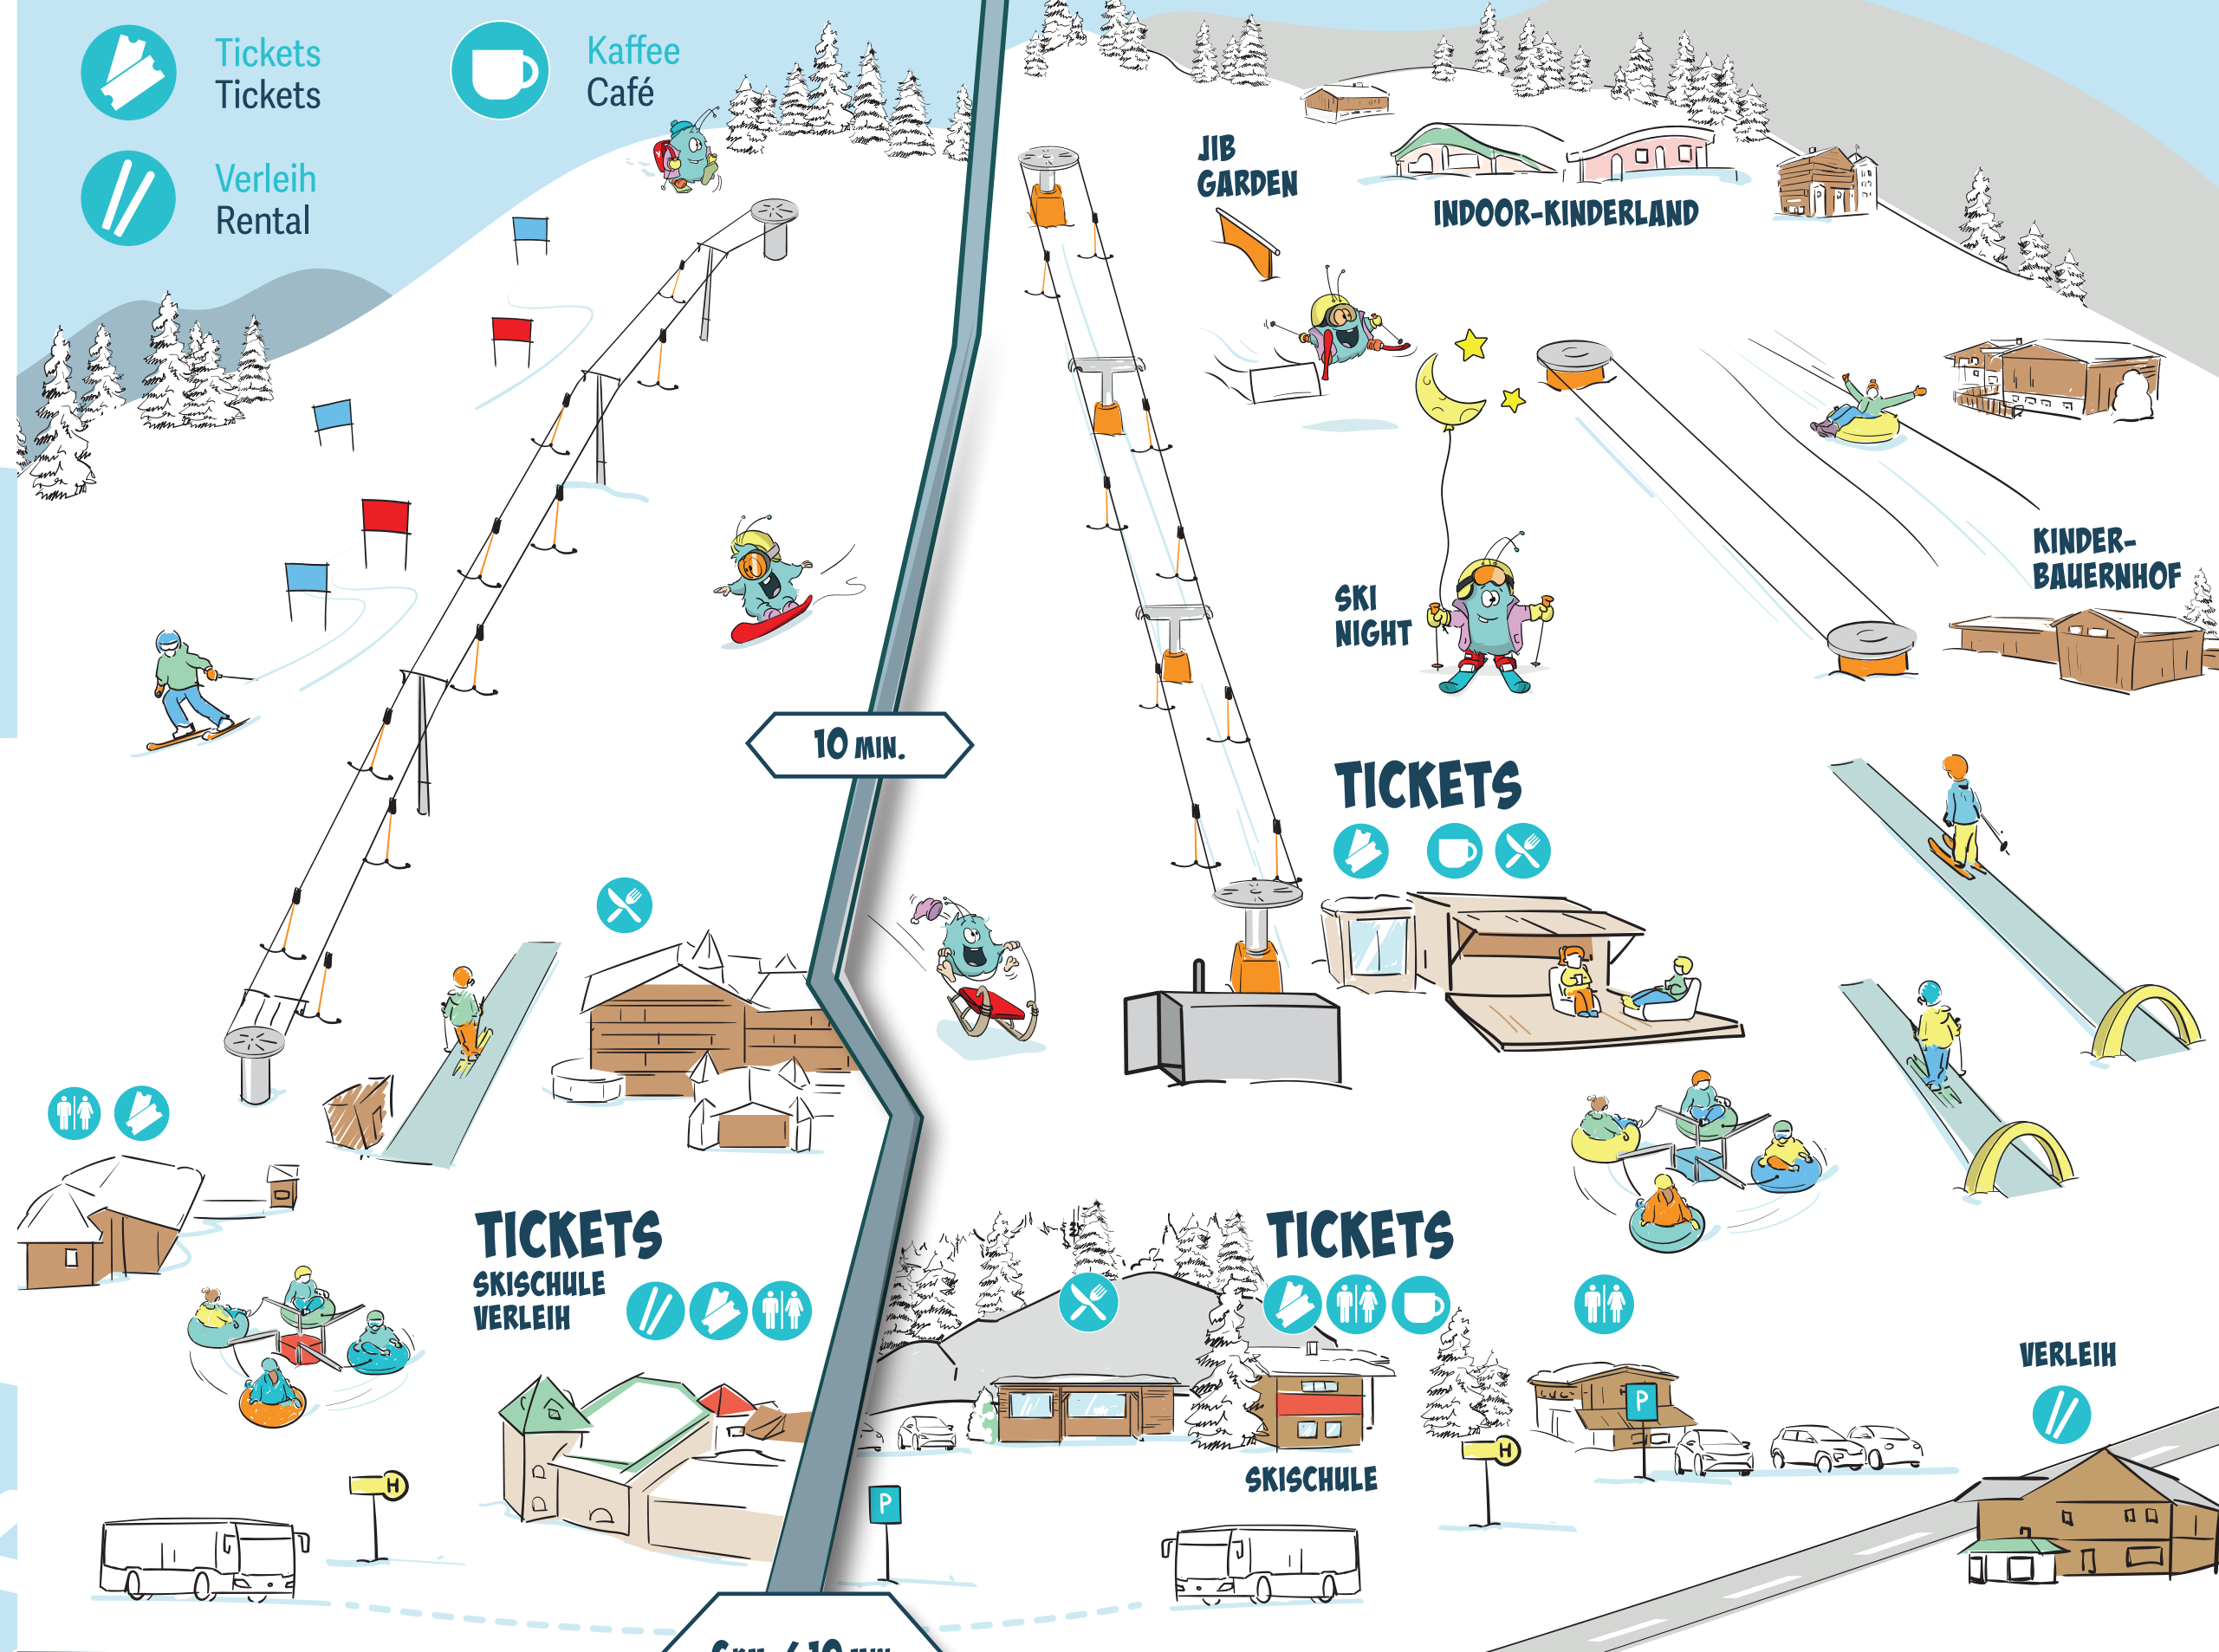 Tickets
Tickets
Kaffee
Café
Verleih
Rental
JIB
GARDEN
INDOOR-KINDERLAND
KINDER-
BAUERNHOF
SKI
NIGHT
10 MIN.
TICKETS
TICKETS
SKISCHULE
VERLEIH
TICKETS
VERLEIH
P
H
SKISCHULE
H
P